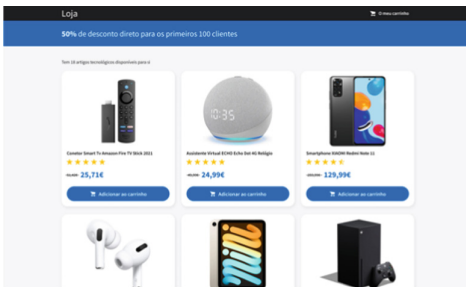 Loja
O meu carrinho
50% de desconto direto para os primeiros 100 clientes
Tem 18 artigos tecnológicos disponíveis para si
Conetor Smart Tv Amazon Fire TV Stick 2021
25,71€
Adicionar ao carrinho
Assistente Virtual ECHO Echo Dot 4G Relógio
10:35
24,99€
Adicionar ao carrinho
Smartphone XIAOMI Redmi Note 11
129,99€
Adicionar ao carrinho